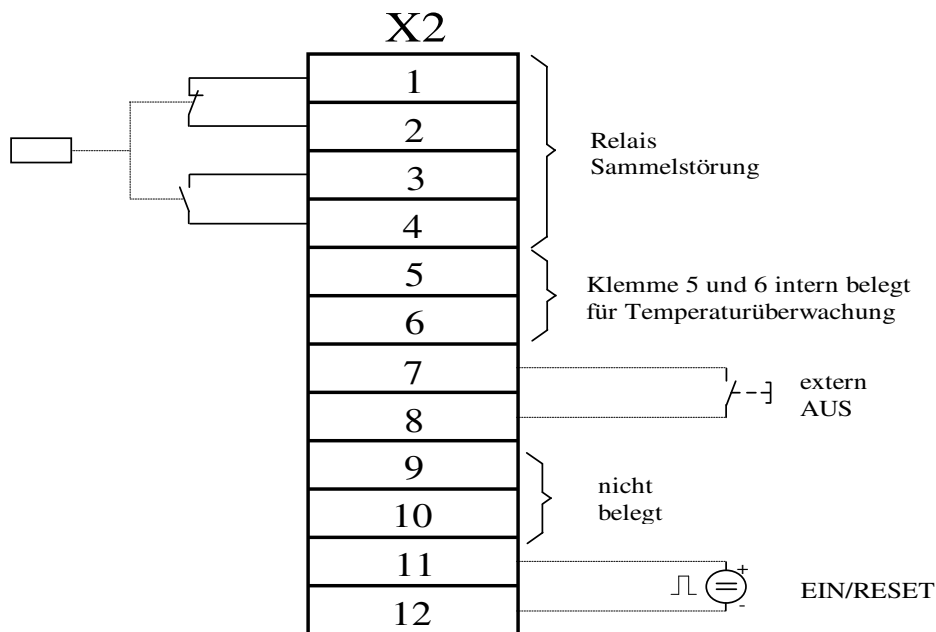 X2
1
2
3
4
5
6
7
8
9
10
11
12
Relais
Sammelstörung
Klemme 5 und 6 intern belegt
für Temperaturüberwachung
extern
AUS
nicht
belegt
+
-
EIN/RESET